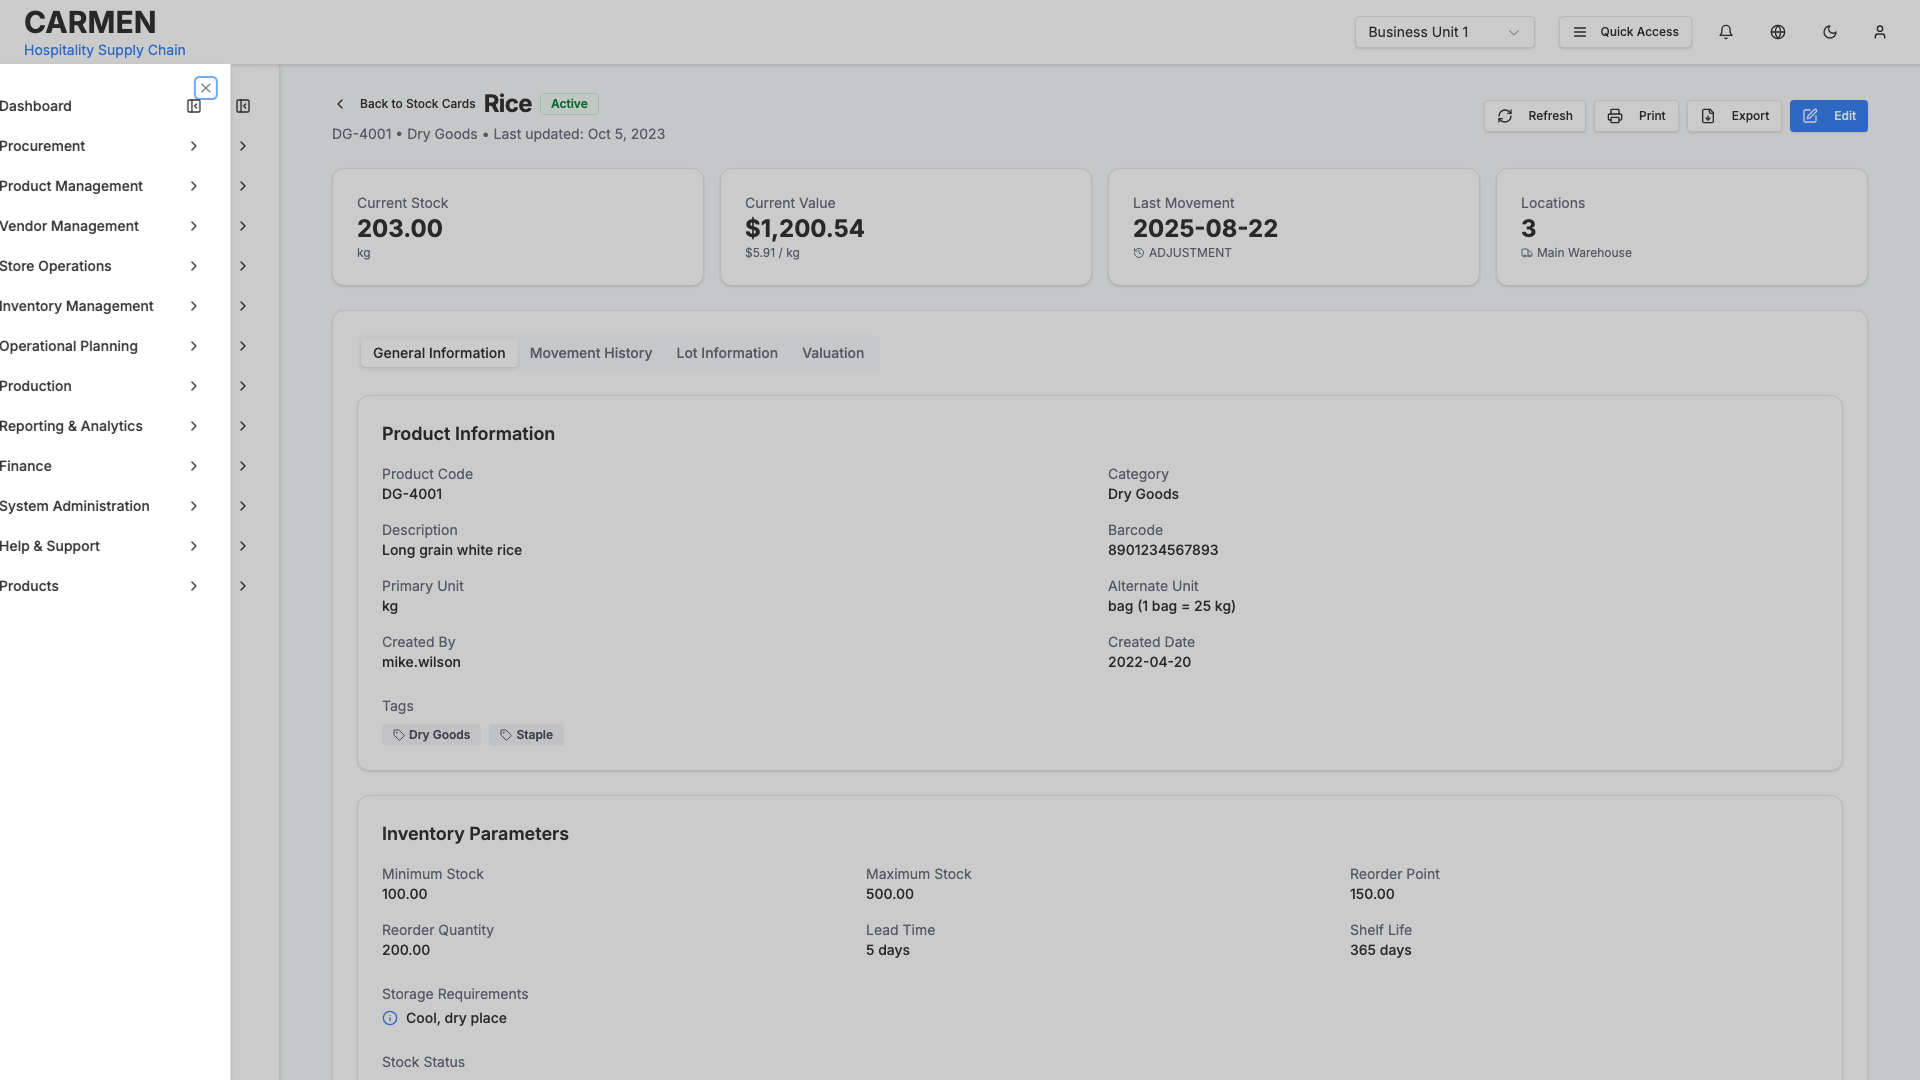 CARMEN
Hospitality Supply Chain
Business Unit 1
Quick Access
Dashboard
Procurement
Product Management
Vendor Management
Store Operations
Inventory Management
Operational Planning
Production
Reporting & Analytics
Finance
System Administration
Help & Support
Products
Back to Stock Cards
Rice
Active
DG-4001 • Dry Goods • Last updated: Oct 5, 2023
Refresh
Print
Export
Edit
Current Stock
203.00
kg
Current Value
$1,200.54
$5.91 / kg
Last Movement
2025-08-22
ADJUSTMENT
Locations
3
Main Warehouse
General Information
Movement History
Lot Information
Valuation
Product Information
Product Code
DG-4001
Category
Dry Goods
Description
Long grain white rice
Barcode
8901234567893
Primary Unit
kg
Alternate Unit
bag (1 bag = 25 kg)
Created By
mike.wilson
Created Date
2022-04-20
Tags
Dry Goods
Staple
Inventory Parameters
Minimum Stock
100.00
Maximum Stock
500.00
Reorder Point
150.00
Reorder Quantity
200.00
Lead Time
5 days
Shelf Life
365 days
Storage Requirements
Cool, dry place
Stock Status